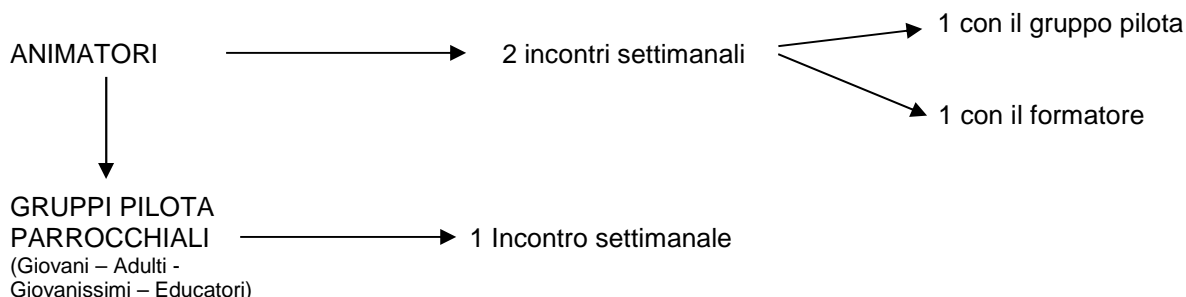 1 con il gruppo pilota
ANIMATORI
2 incontri settimanali
1 con il formatore
GRUPPI PILOTA
PARROCCHIALI
1 Incontro settimanale
(Giovani – Adulti -
Giovanissimi – Educatori)